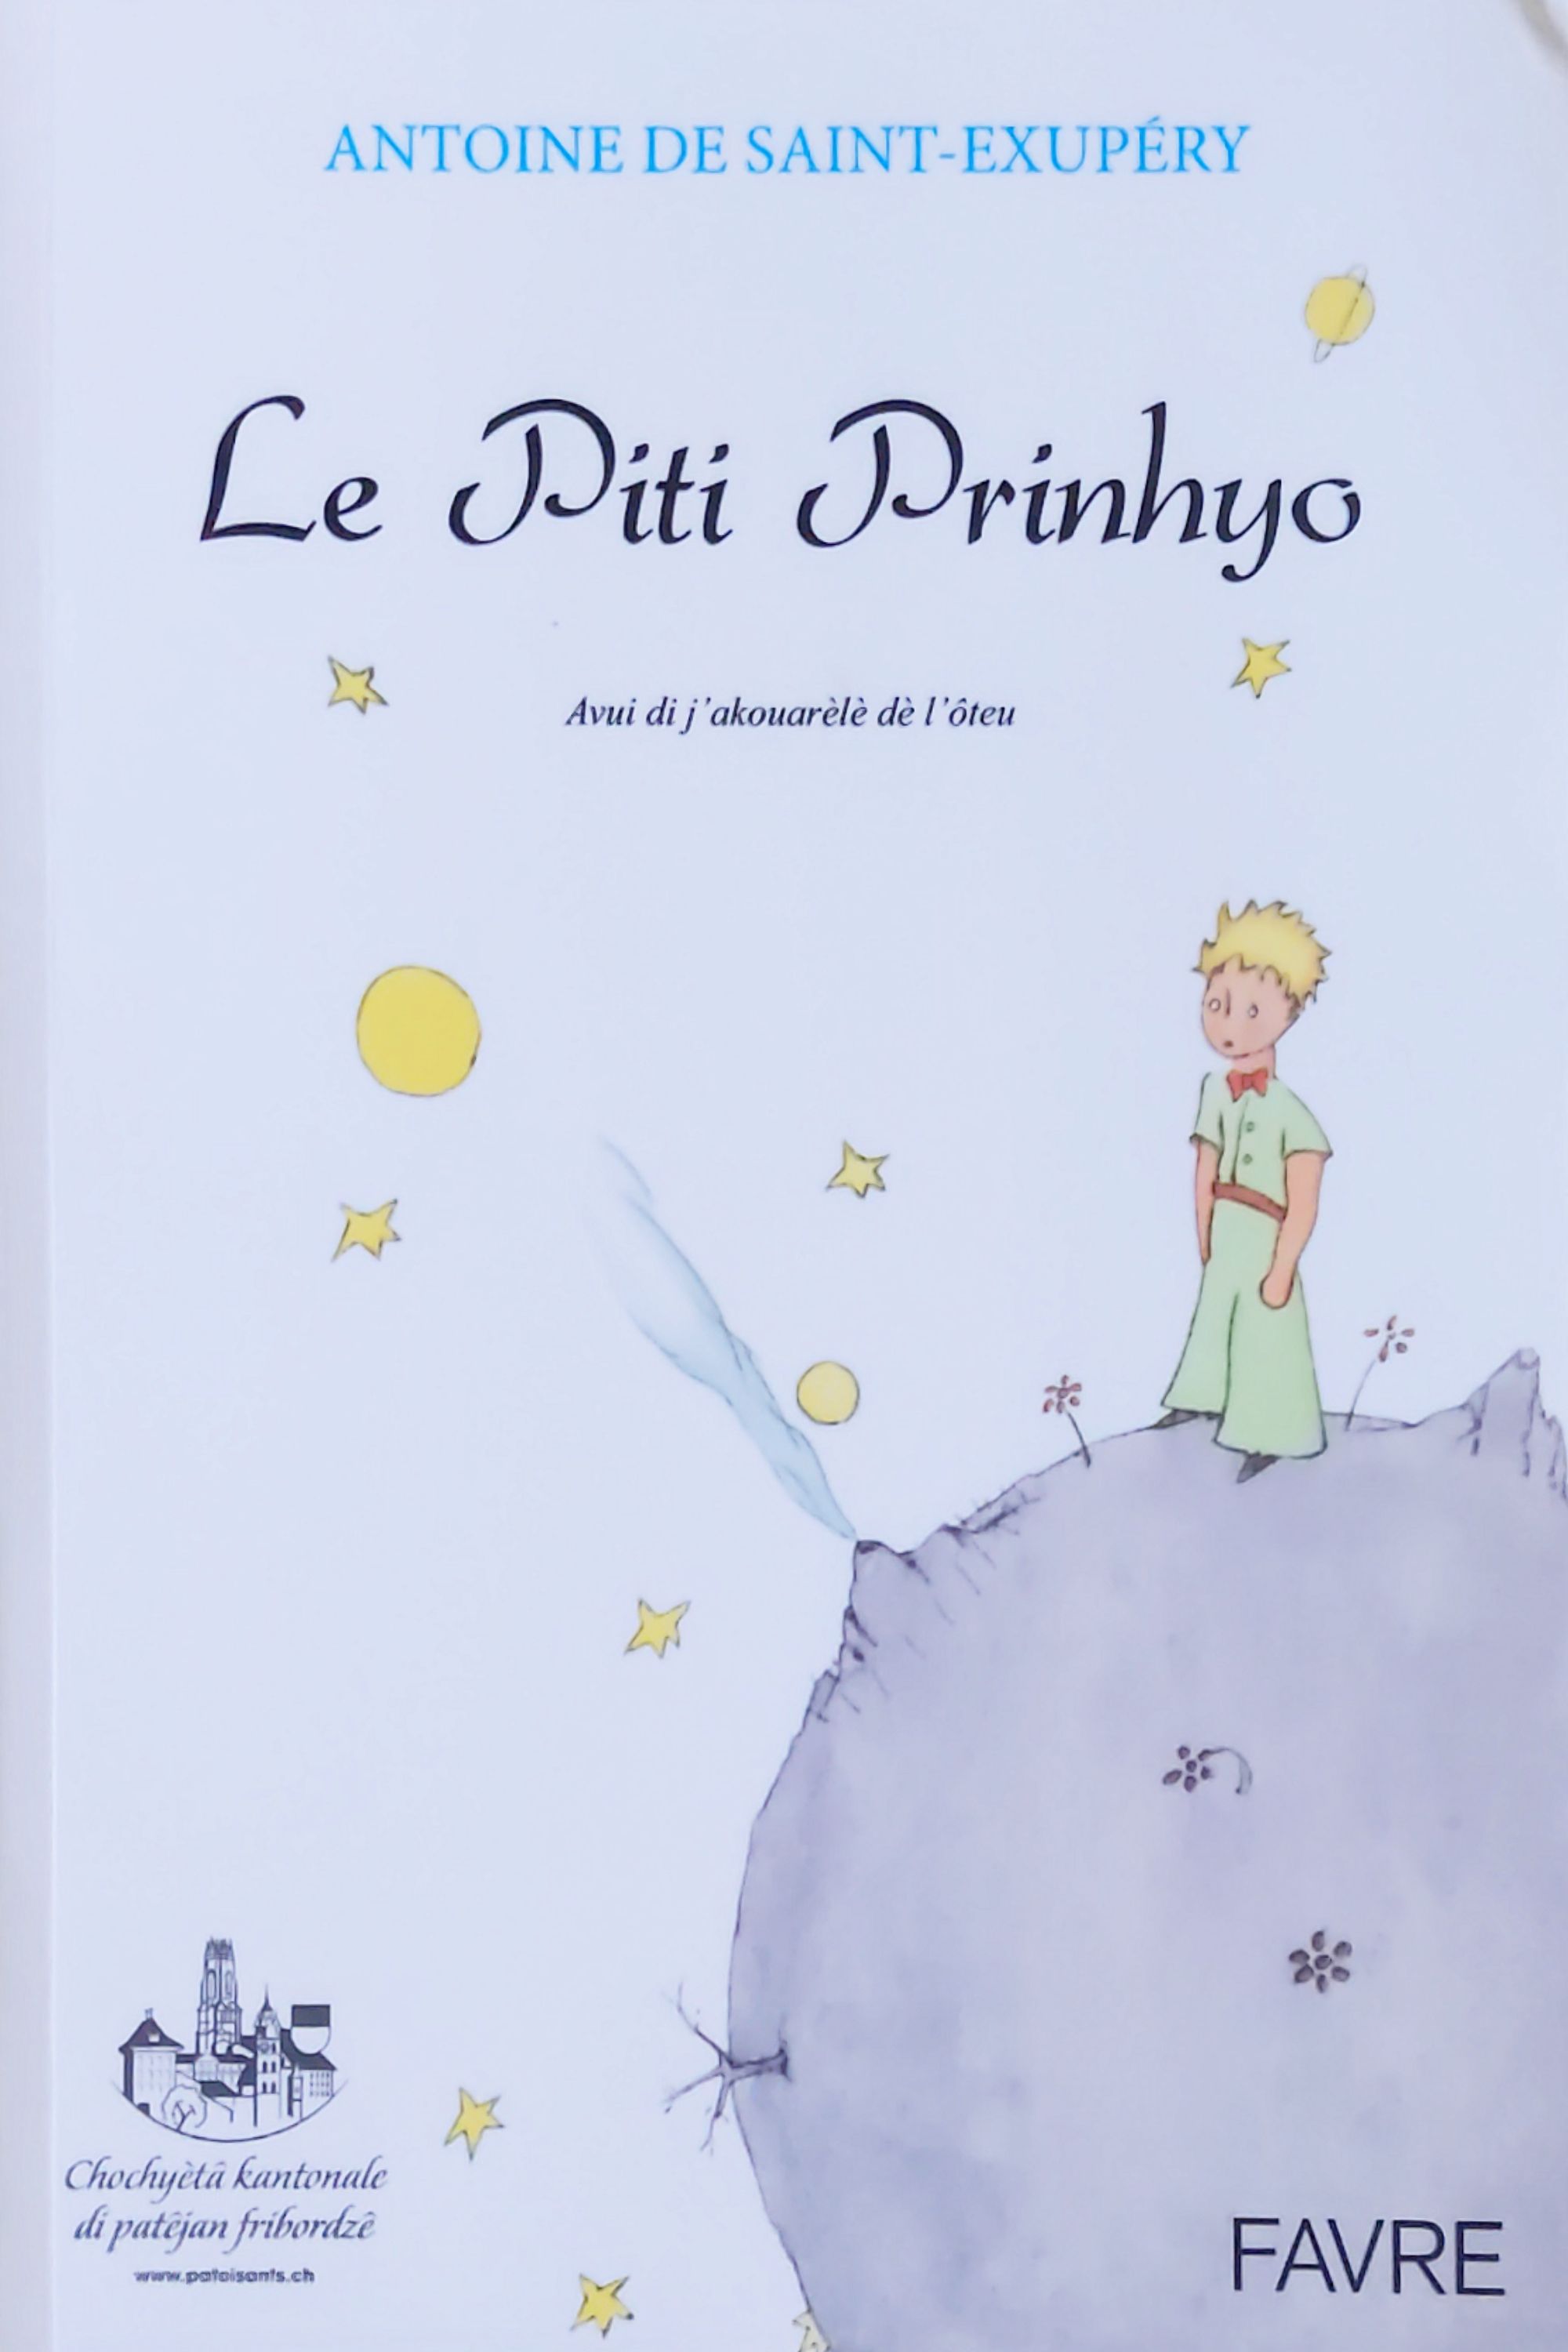 ANTOINE DE SAINT-EXUPÉRY
Le Piti Prinhyo
Avui di j'akouarèlè dè l'ôteu
Chochyètâ kantonale
di patêjan fribordzê
www.patoisants.ch
FAVRE